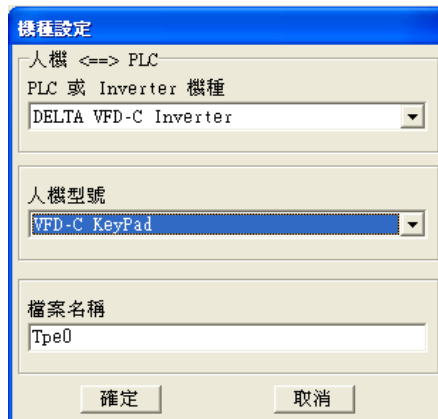 機種設定
人機 <==> PLC
PLC 或 Inverter 機種
DELTA VFD-C Inverter
人機型號
VFD-C KeyPad
檔案名稱
Tpe0
確定 取消